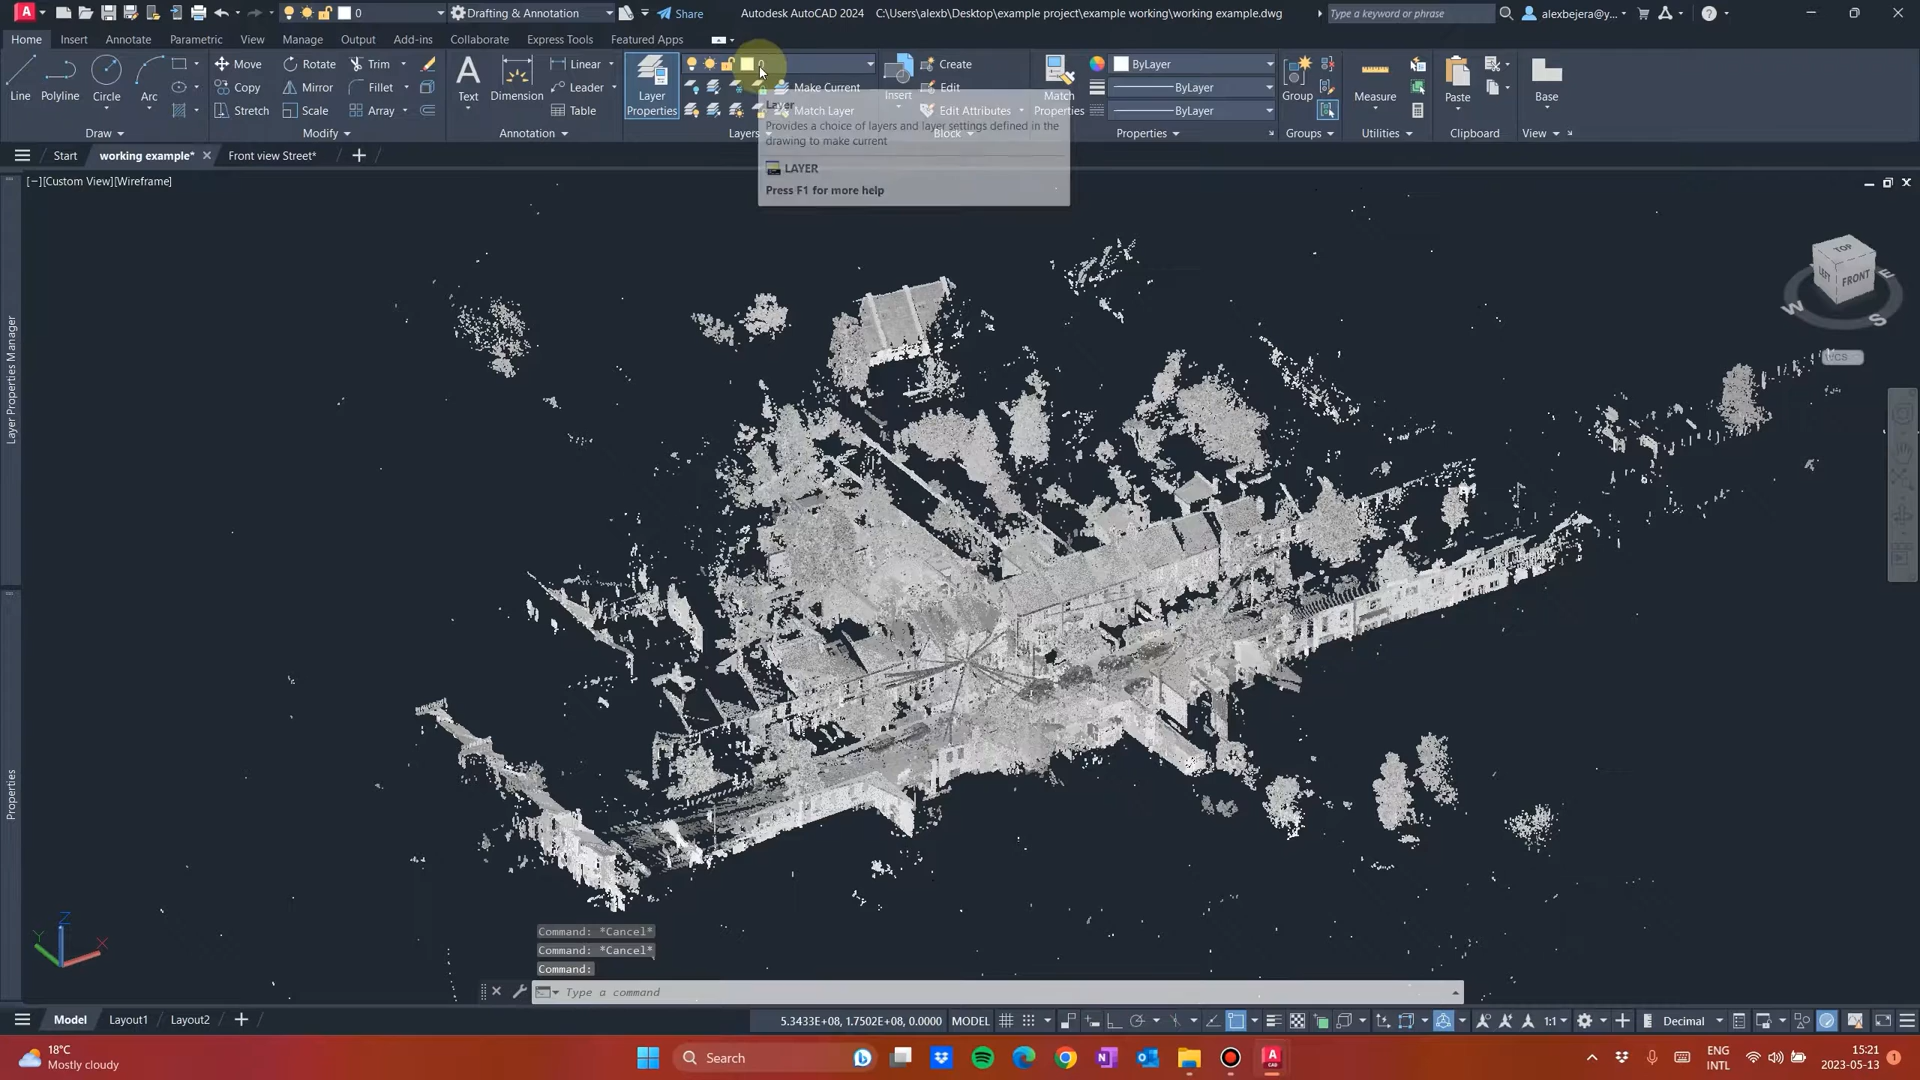 0
Drafting & Annotation
Share
Autodesk AutoCAD 2024 C:\Users\alexb\Desktop\example project\example working\working example.dwg
Type a keyword or phrase
alexbejera@y...
Home Insert Annotate Parametric View Manage Output Add-ins Collaborate Express Tools Featured Apps
Line Polyline Circle Arc
Move Rotate Trim
Copy Mirror Fillet
Stretch Scale Array
Text Dimension
Linear
Leader
Table
Layer Properties
0
Make Current
Match Layer
Insert
Create
Edit
Edit Attributes
Match Properties
ByLayer
ByLayer
ByLayer
Group
Measure
Paste
Base
Draw Modify Annotation Layers Block Properties Groups Utilities Clipboard View
Layer
Provides a choice of layers and layer settings defined in the
drawing to make current
LAYER
Press F1 for more help
Start working example* Front view Street*
[−][Custom View][Wireframe]
TOP
LEFT FRONT
W S E
Layer Properties Manager
Properties
Z
Y X
Command: *Cancel*
Command: *Cancel*
Command:
Type a command
Model Layout1 Layout2
5.3433E+08, 1.7502E+08, 0.0000 MODEL
1:1
Decimal
18°C
Mostly cloudy
Search
ENG
INTL
15:21
2023-05-13
1